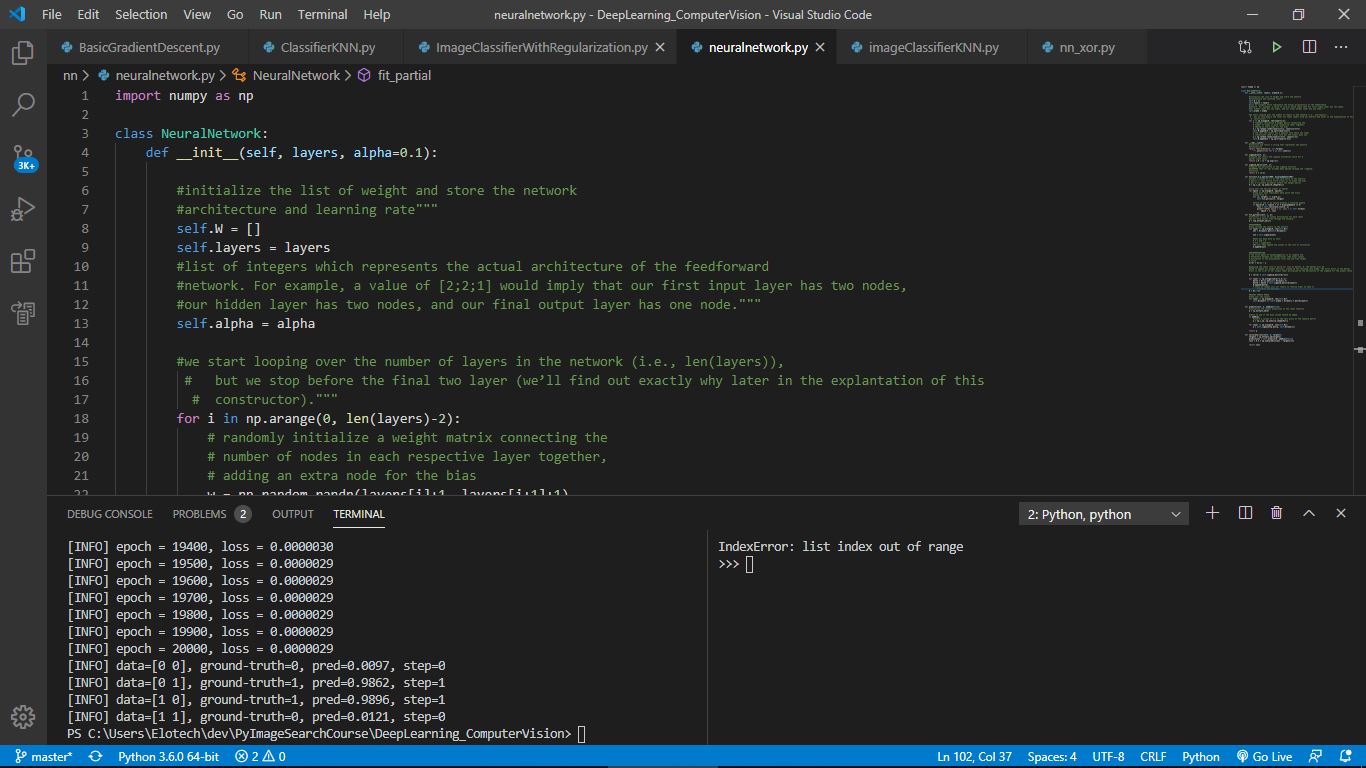 File Edit Selection View Go Run Terminal Help neuralnetwork.py - DeepLearning_ComputerVision - Visual Studio Code
BasicGradientDescent.py ClassifierKNN.py ImageClassifierWithRegularization.py neuralnetwork.py imageClassifierKNN.py nn_xor.py
nn > neuralnetwork.py > NeuralNetwork > fit_partial
1 import numpy as np
2
3 class NeuralNetwork:
4 def __init__(self, layers, alpha=0.1):
5
6 #initialize the list of weight and store the network
7 #architecture and learning rate"""
8 self.W = []
9 self.layers = layers
10 #list of integers which represents the actual architecture of the feedforward
11 #network. For example, a value of [2;2;1] would imply that our first input layer has two nodes,
12 #our hidden layer has two nodes, and our final output layer has one node."""
13 self.alpha = alpha
14
15 #we start looping over the number of layers in the network (i.e., len(layers)),
16 # but we stop before the final two layer (we’ll find out exactly why later in the explantation of this
17 # constructor)."""
18 for i in np.arange(0, len(layers)-2):
19 # randomly initialize a weight matrix connecting the
20 # number of nodes in each respective layer together,
21 # adding an extra node for the bias
22 w = np.random.randn(layers[i]+1, layers[i+1]+1)
3K+
DEBUG CONSOLE PROBLEMS 2 OUTPUT TERMINAL 2: Python, python
[INFO] epoch = 19400, loss = 0.0000030
[INFO] epoch = 19500, loss = 0.0000029
[INFO] epoch = 19600, loss = 0.0000029
[INFO] epoch = 19700, loss = 0.0000029
[INFO] epoch = 19800, loss = 0.0000029
[INFO] epoch = 19900, loss = 0.0000029
[INFO] epoch = 20000, loss = 0.0000029
[INFO] data=[0 0], ground-truth=0, pred=0.0097, step=0
[INFO] data=[0 1], ground-truth=1, pred=0.9862, step=1
[INFO] data=[1 0], ground-truth=1, pred=0.9896, step=1
[INFO] data=[1 1], ground-truth=0, pred=0.0121, step=0
PS C:\Users\Elotech\dev\PyImageSearchCourse\DeepLearning_ComputerVision>
IndexError: list index out of range
>>>
master* Python 3.6.0 64-bit 2 0 Ln 102, Col 37 Spaces: 4 UTF-8 CRLF Python Go Live